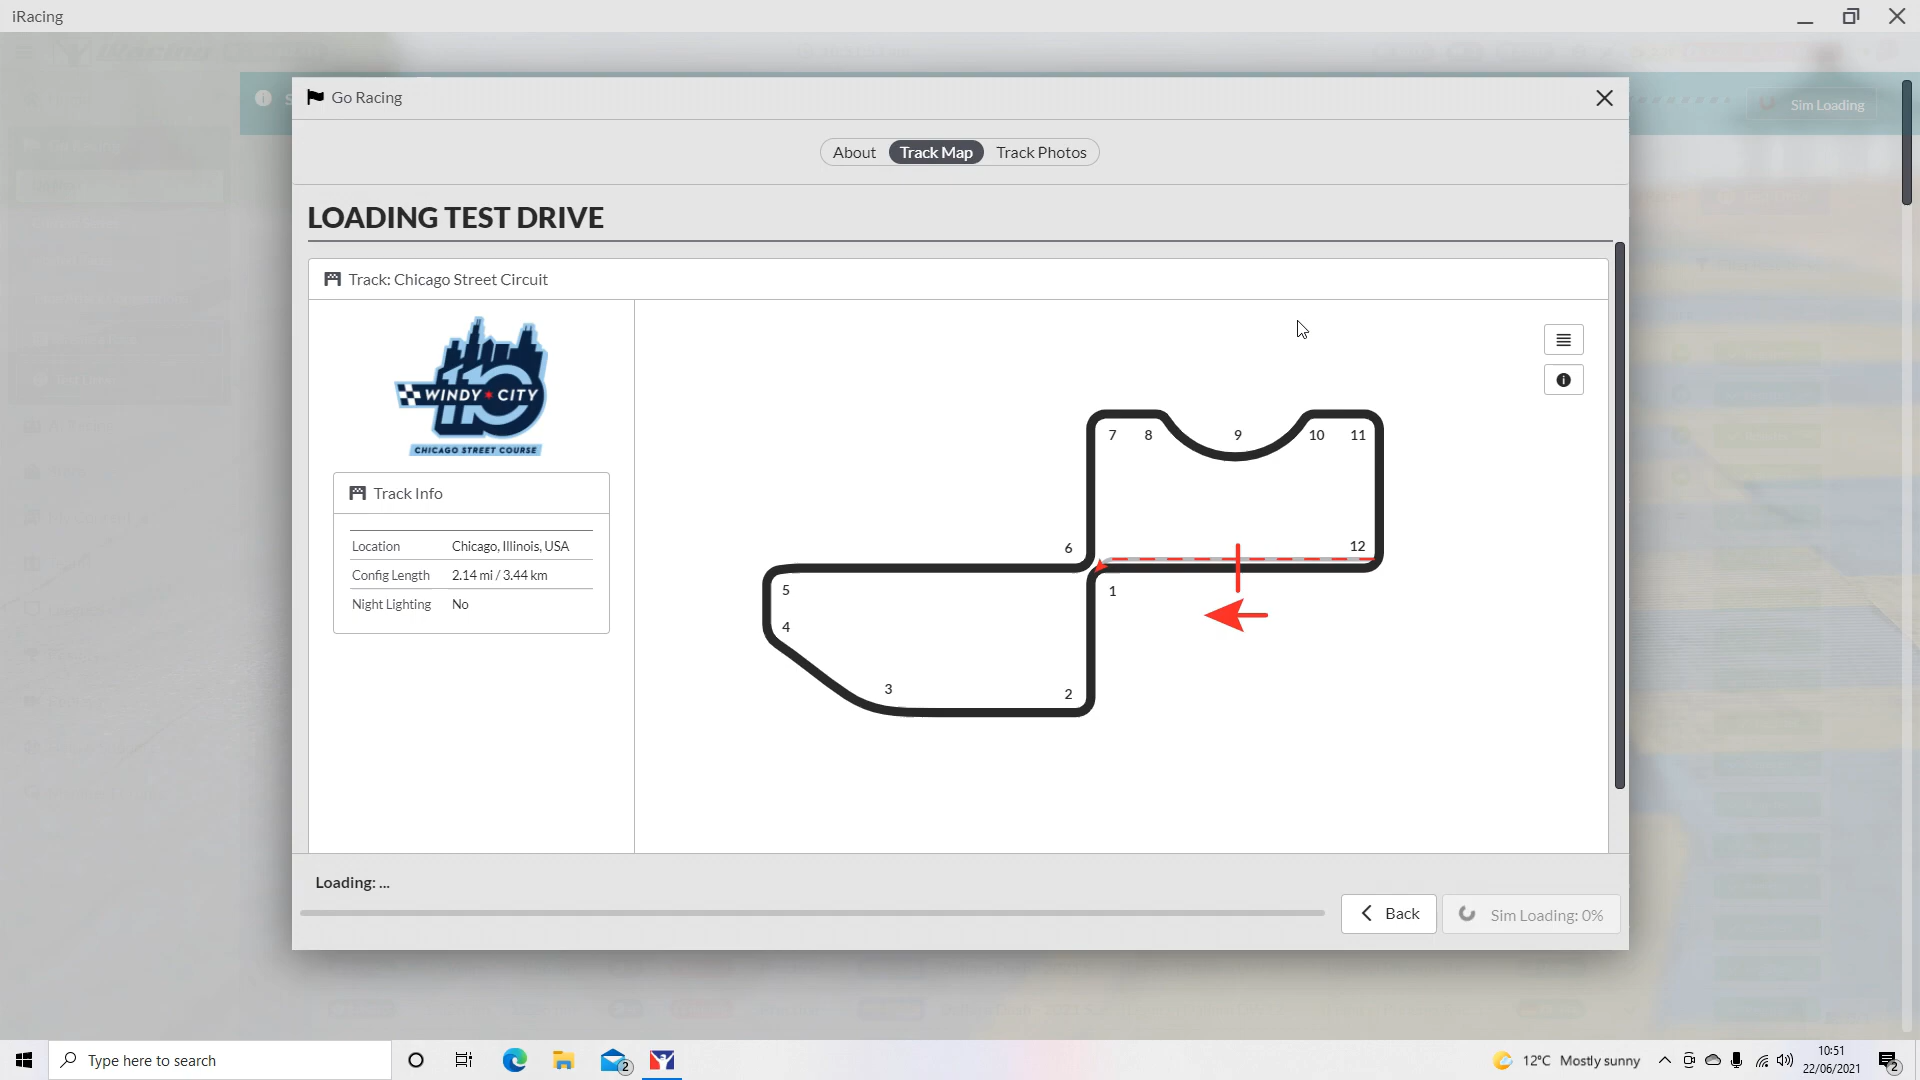 iRacing
Go Racing
Sim Loading
About
Track Map
Track Photos
LOADING TEST DRIVE
Track: Chicago Street Circuit
110
WINDY CITY
CHICAGO STREET COURSE
Track Info
Location Chicago, Illinois, USA
Config Length 2.14 mi / 3.44 km
Night Lighting No
7 8 9 10 11
6 12
5 1
4
3 2
Loading: ...
Back
Sim Loading: 0%
Type here to search
2
12°C Mostly sunny
10:51
22/06/2021
2